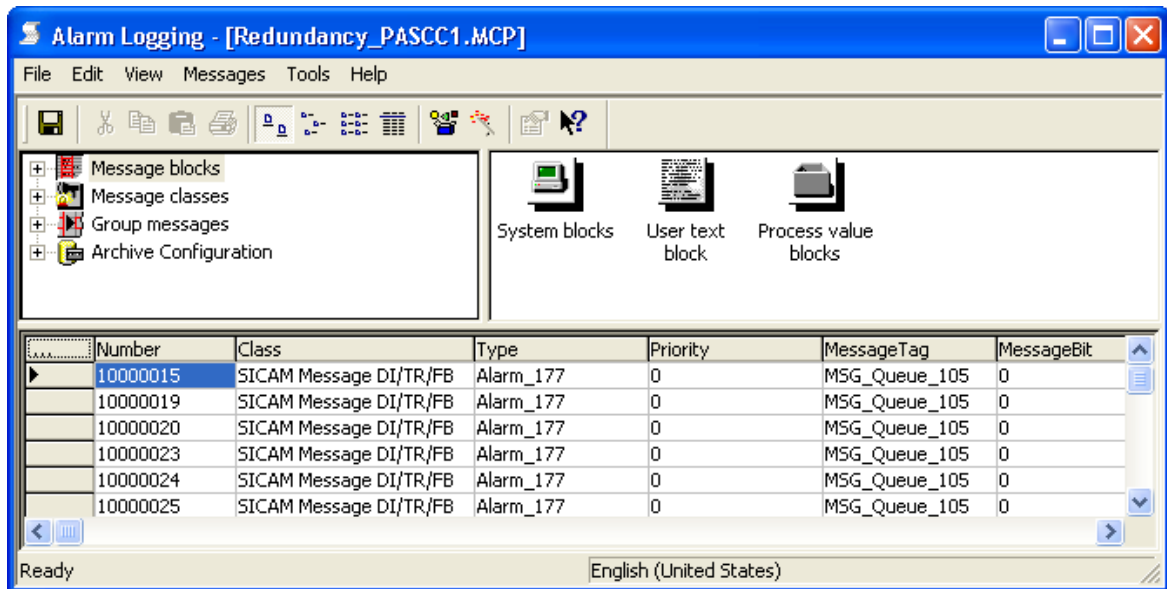 Alarm Logging - [Redundancy_PASCC1.MCP]
File Edit View Messages Tools Help
Message blocks
Message classes
Group messages
Archive Configuration
System blocks
User text block
Process value blocks
... Number Class Type Priority MessageTag MessageBit
10000015 SICAM Message DI/TR/FB Alarm_177 0 MSG_Queue_105 0
10000019 SICAM Message DI/TR/FB Alarm_177 0 MSG_Queue_105 0
10000020 SICAM Message DI/TR/FB Alarm_177 0 MSG_Queue_105 0
10000023 SICAM Message DI/TR/FB Alarm_177 0 MSG_Queue_105 0
10000024 SICAM Message DI/TR/FB Alarm_177 0 MSG_Queue_105 0
10000025 SICAM Message DI/TR/FB Alarm_177 0 MSG_Queue_105 0
Ready English (United States)